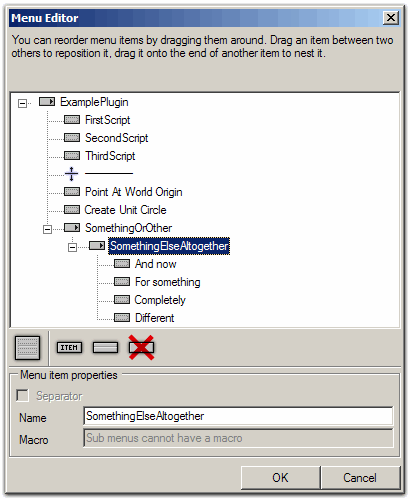 Menu Editor
You can reorder menu items by dragging them around. Drag an item between two
others to reposition it, drag it onto the end of another item to nest it.
ExamplePlugin
FirstScript
SecondScript
ThirdScript
Point At World Origin
Create Unit Circle
SomethingOrOther
SomethingElseAltogether
And now
For something
Completely
Different
ITEM
Menu item properties
Separator
Name SomethingElseAltogether
Macro Sub menus cannot have a macro
OK Cancel